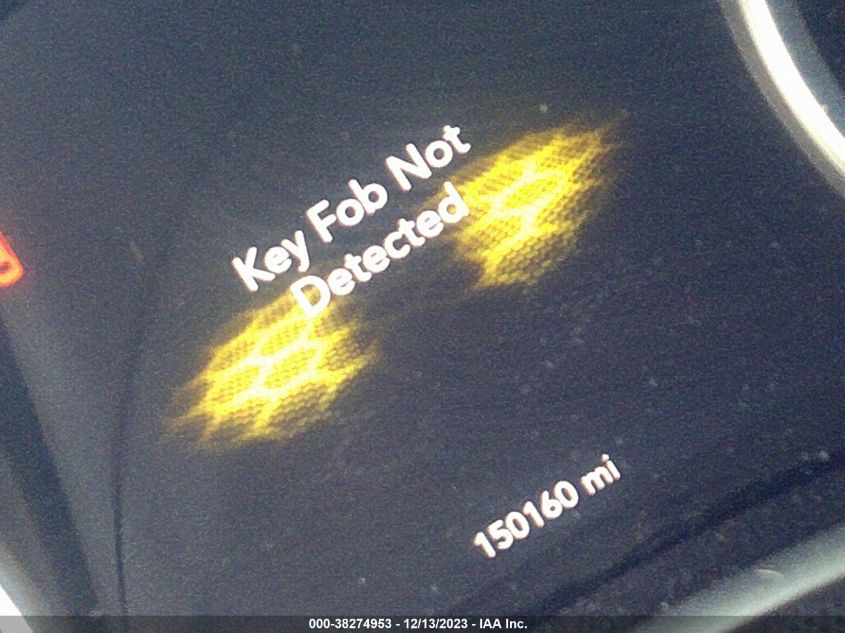 Key Fob Not
Detected
150160 mi
000-38274953 - 12/13/2023 - IAA Inc.